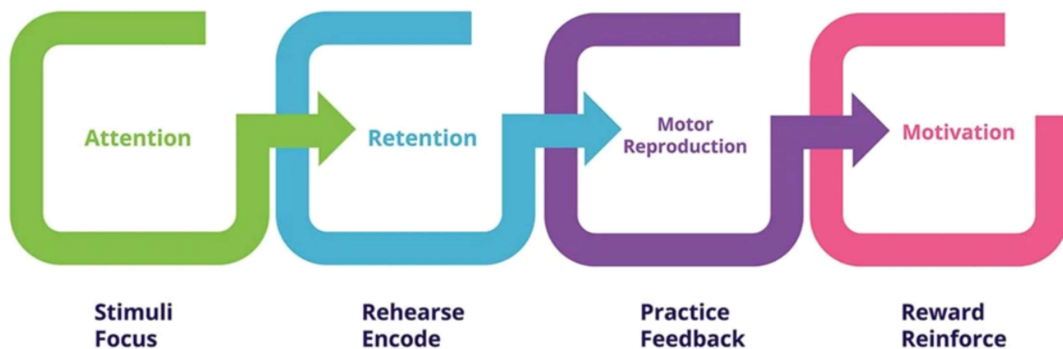 Attention
Retention
Motor
Reproduction
Motivation
Stimuli
Focus
Rehearse
Encode
Practice
Feedback
Reward
Reinforce